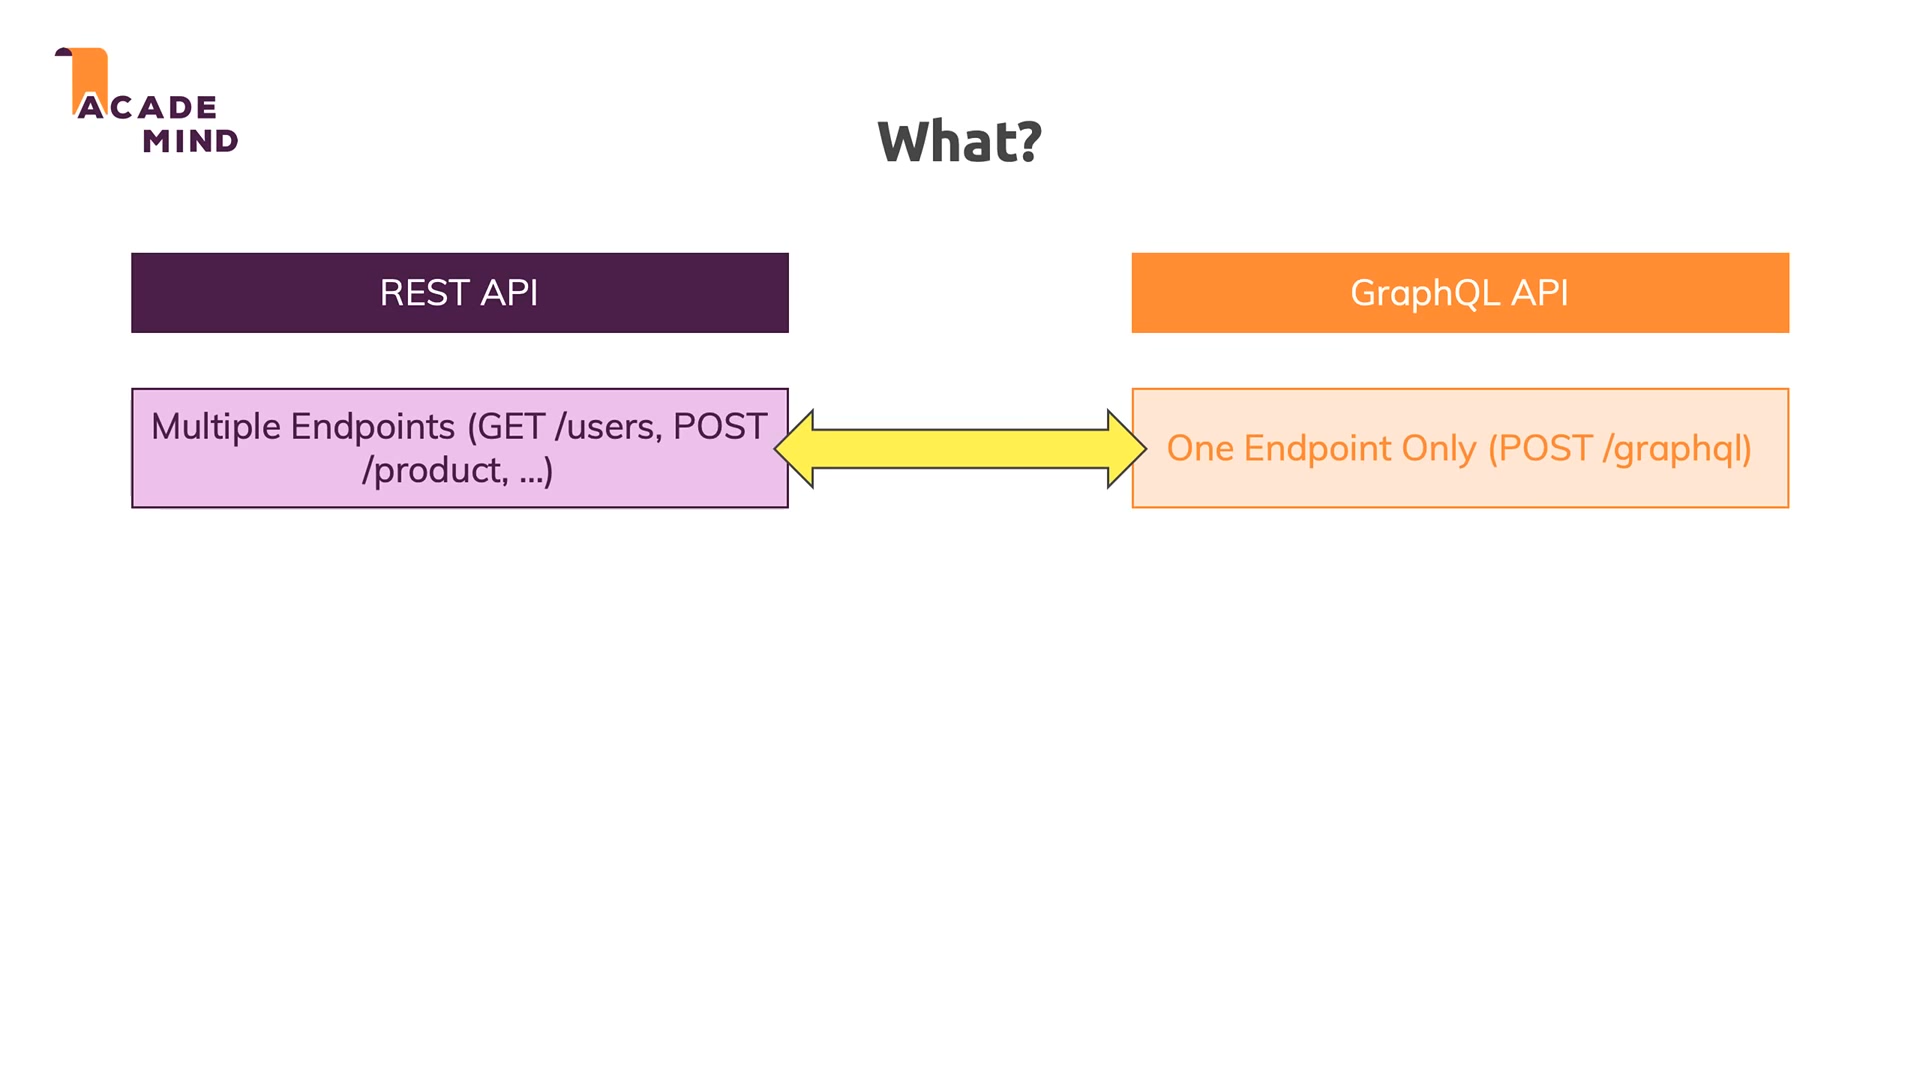 ACADE
MIND
What?
REST API
GraphQL API
Multiple Endpoints (GET /users, POST
/product, ...)
One Endpoint Only (POST /graphql)